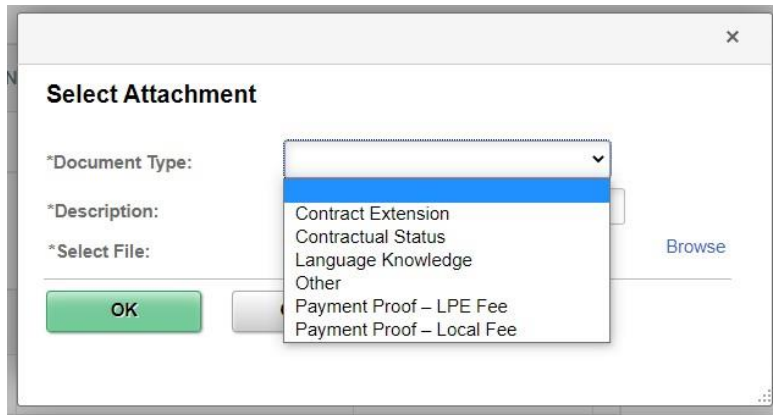 ×
N
Select Attachment
*Document Type:
*Description:
Contract Extension
Contractual Status
*Select File:
Language Knowledge
Browse
Other
OK
Payment Proof – LPE Fee
Payment Proof – Local Fee